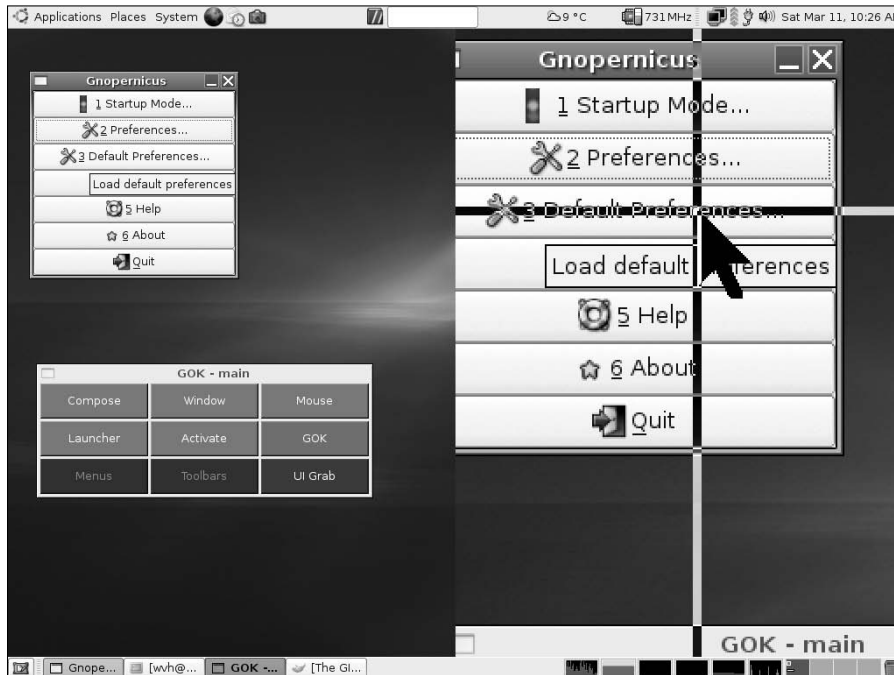 Applications Places System
9 °C
731 MHz
Sat Mar 11, 10:26 A
Gnopernicus
1 Startup Mode...
2 Preferences...
3 Default Preferences...
Load default preferences
5 Help
6 About
Quit
GOK - main
Compose Window Mouse
Launcher Activate GOK
Menus Toolbars UI Grab
Gnopernicus
1 Startup Mode...
2 Preferences...
3 Default Preferences...
Load default erences
5 Help
6 About
Quit
GOK - main
Gnope... [wvh@... GOK -... [The Gl...